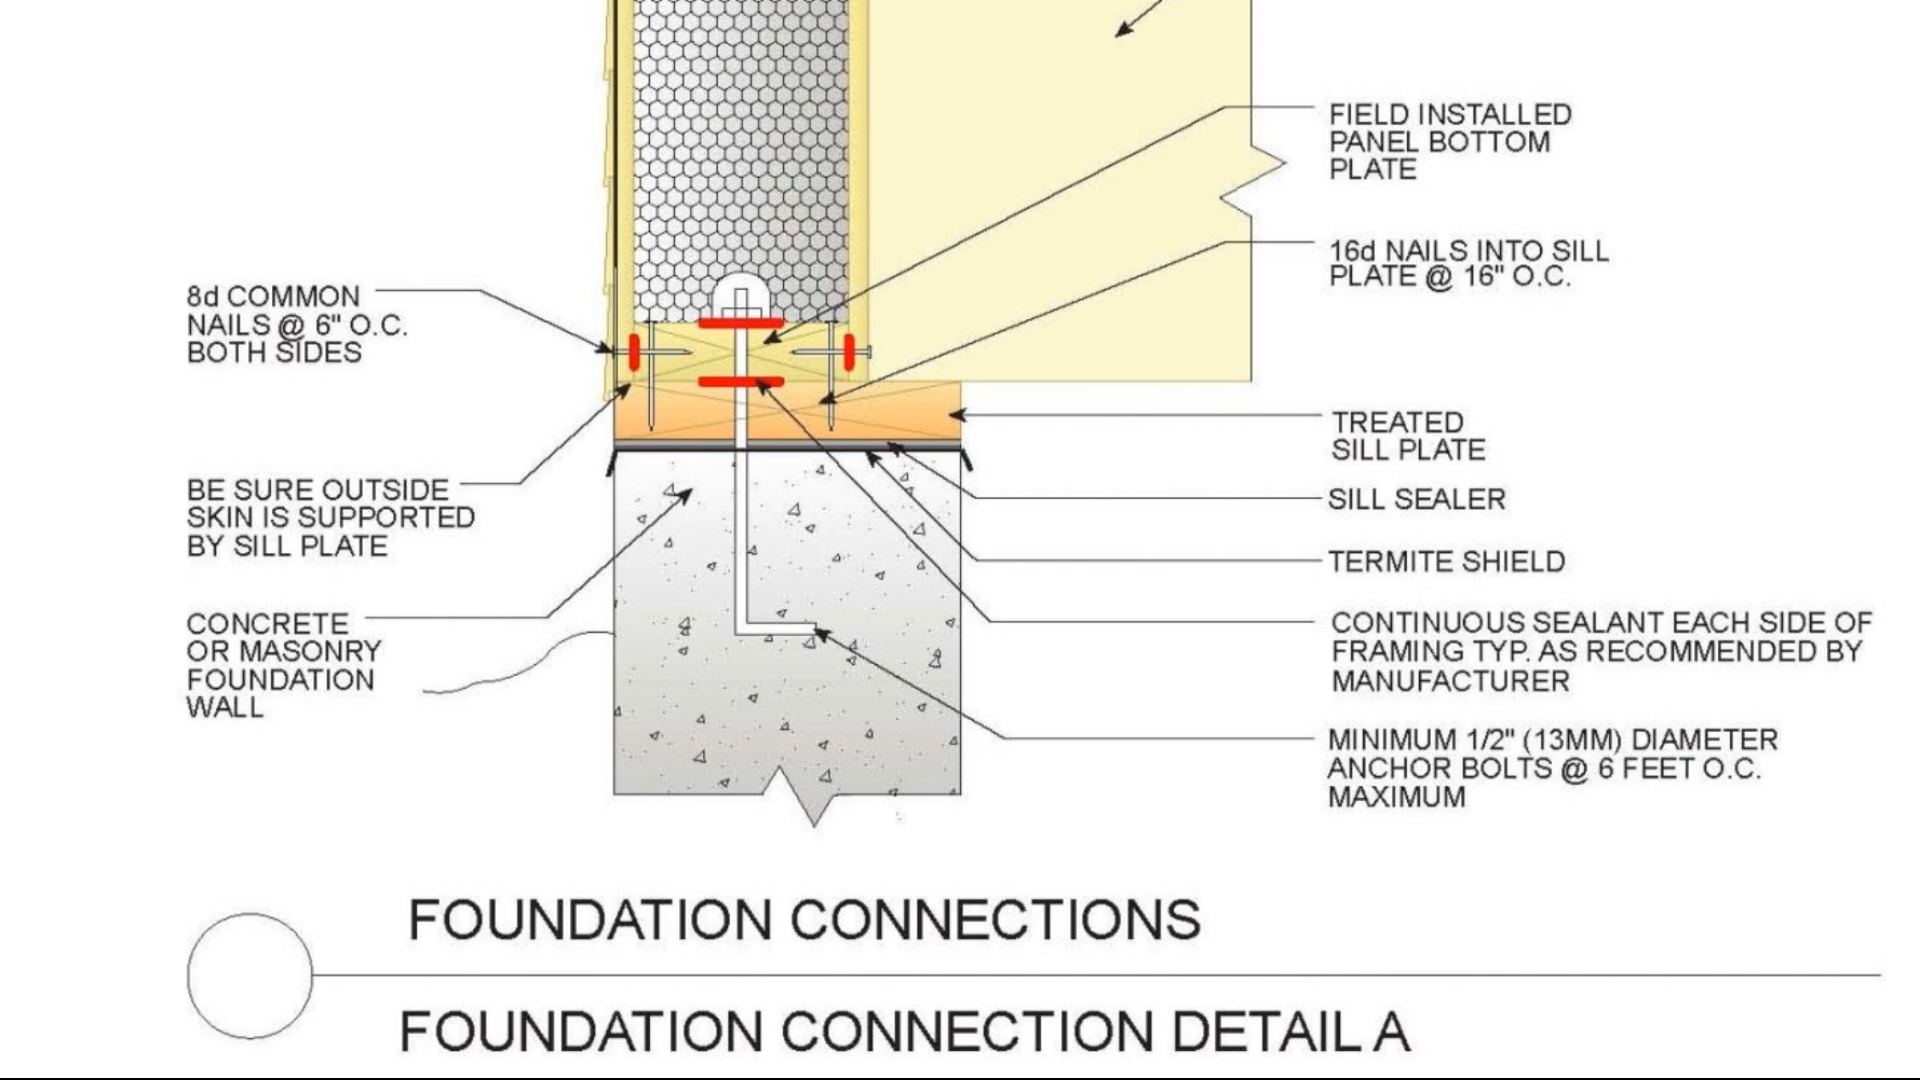 FIELD INSTALLED
PANEL BOTTOM
PLATE
16d NAILS INTO SILL
PLATE @ 16" O.C.
8d COMMON
NAILS @ 6" O.C.
BOTH SIDES
TREATED
SILL PLATE
BE SURE OUTSIDE
SKIN IS SUPPORTED
BY SILL PLATE
SILL SEALER
TERMITE SHIELD
CONCRETE
OR MASONRY
FOUNDATION
WALL
CONTINUOUS SEALANT EACH SIDE OF
FRAMING TYP. AS RECOMMENDED BY
MANUFACTURER
MINIMUM 1/2" (13MM) DIAMETER
ANCHOR BOLTS @ 6 FEET O.C.
MAXIMUM
FOUNDATION CONNECTIONS
FOUNDATION CONNECTION DETAIL A